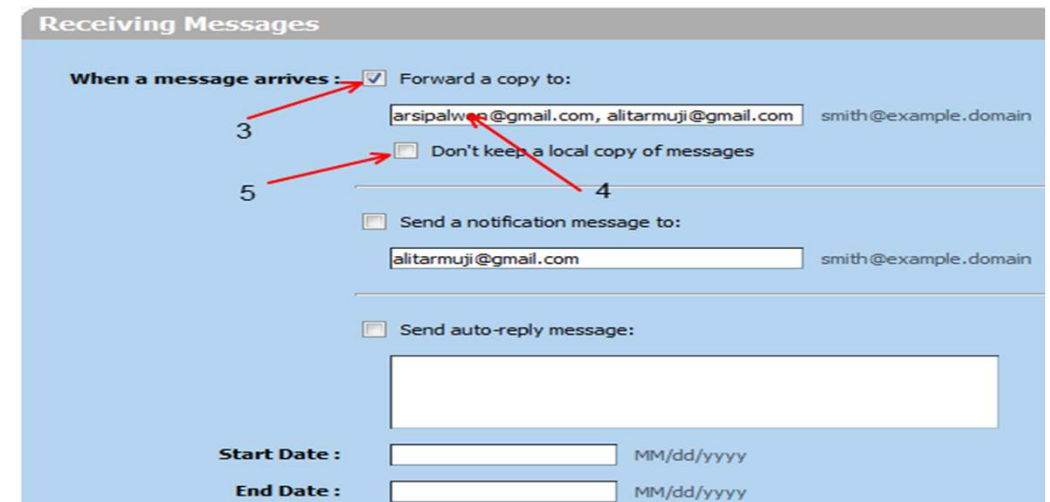 Receiving Messages
When a message arrives : Forward a copy to:
3
arsipalwan@gmail.com, alitarmuji@gmail.com smith@example.domain
Don't keep a local copy of messages
5
4
Send a notification message to:
alitarmuji@gmail.com smith@example.domain
Send auto-reply message:
Start Date : MM/dd/yyyy
End Date : MM/dd/yyyy